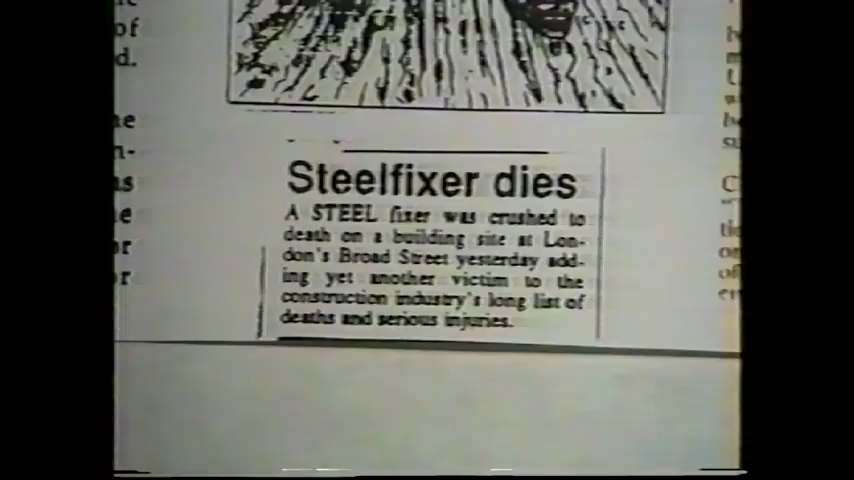 of
d.
Steelfixer dies
A STEEL fixer was crushed to
death on a building site at Lon-
don's Broad Street yesterday add-
ing yet another victim to the
construction industry's long list of
deaths and serious injuries.